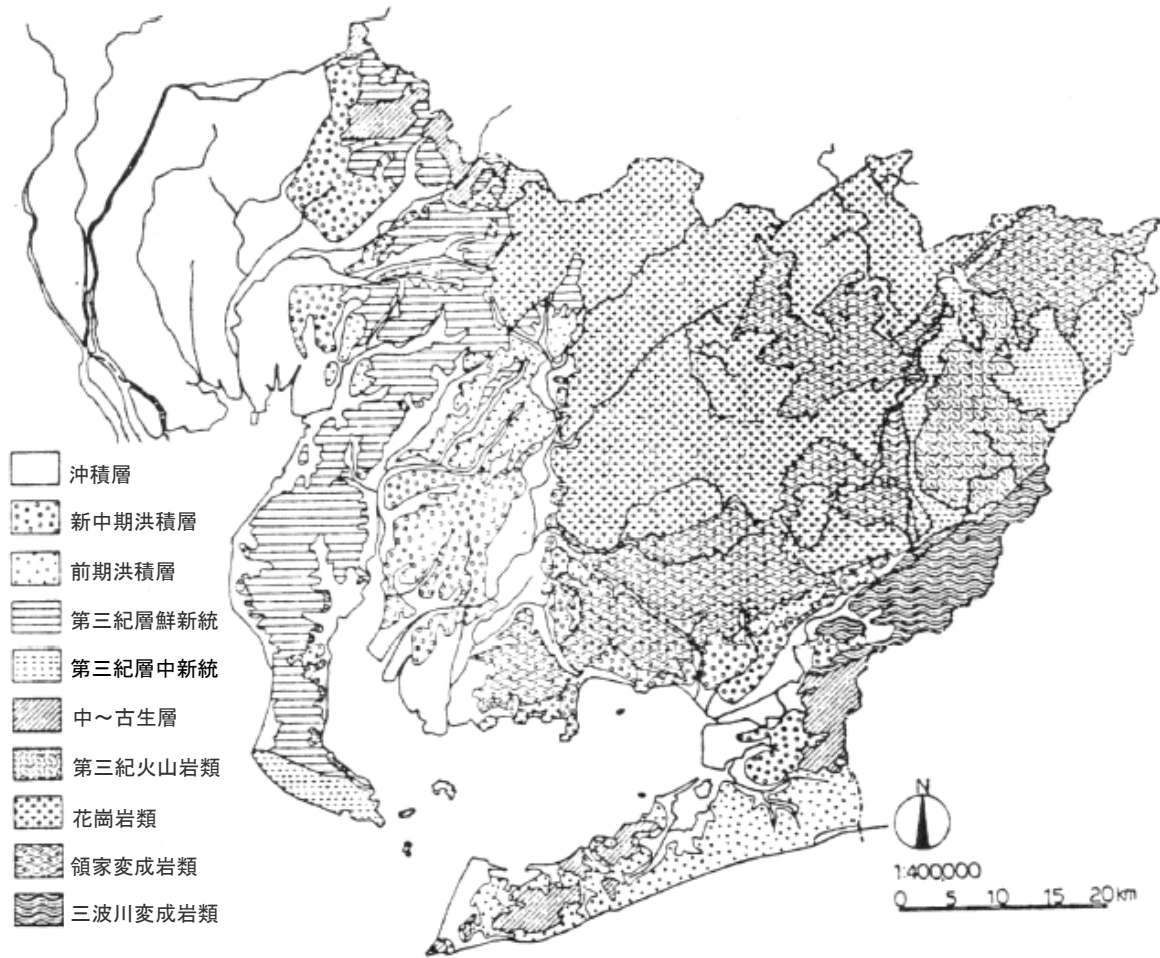 沖積層
新中期洪積層
前期洪積層
第三紀層鮮新統
第三紀層中新統
中～古生層
第三紀火山岩類
花崗岩類
領家変成岩類
三波川変成岩類
N
1:400,000
0 5 10 15 20 km